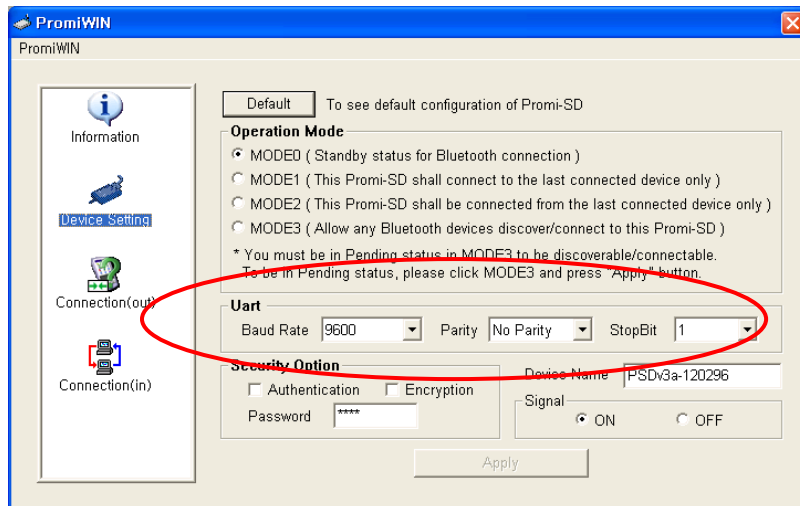 PromiWIN
PromiWIN
Information
Device Setting
Connection(out)
Connection(in)
Default To see default configuration of Promi-SD
Operation Mode
MODE0 ( Standby status for Bluetooth connection )
MODE1 ( This Promi-SD shall connect to the last connected device only )
MODE2 ( This Promi-SD shall be connected from the last connected device only )
MODE3 ( Allow any Bluetooth devices discover/connect to this Promi-SD )
* You must be in Pending status in MODE3 to be discoverable/connectable.
To be in Pending status, please click MODE3 and press "Apply" button.
Uart
Baud Rate 9600 Parity No Parity StopBit 1
Security Option
Authentication Encryption
Password ****
Device Name PSDv3a-120296
Signal
ON OFF
Apply